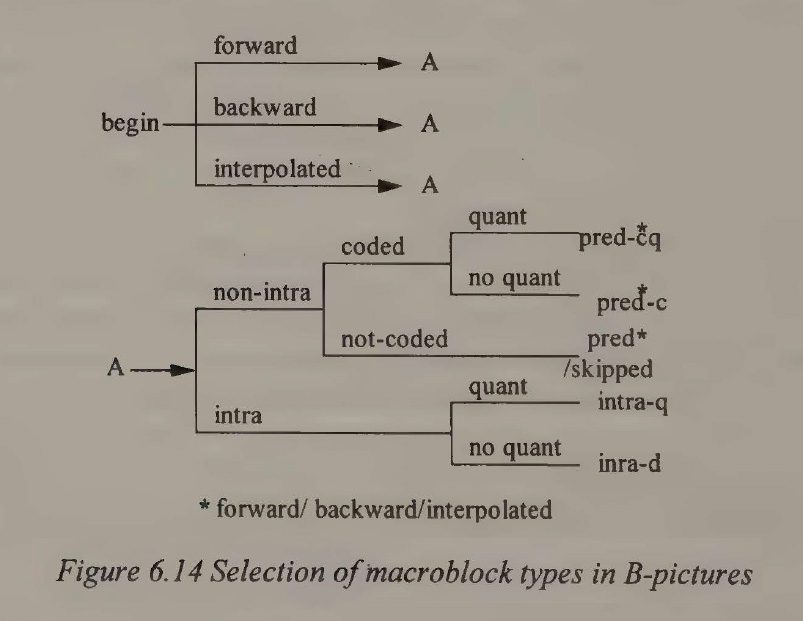 forward
A
begin
backward
A
interpolated
A
quant
pred-*cq
coded
no quant
pred*-c
non-intra
not-coded
pred*
/skipped
A
quant
intra-q
intra
no quant
inra-d
* forward/ backward/interpolated
Figure 6.14 Selection of macroblock types in B-pictures